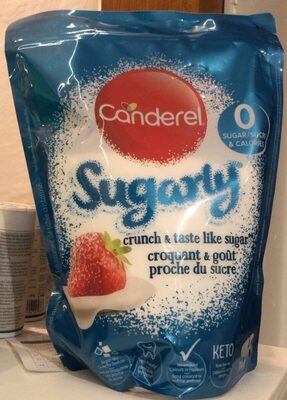 Canderel
0
SUGAR/SUCRE
& CALORIES
Sugarly
crunch & taste like sugar
croquant & goût
proche du sucre
KETO